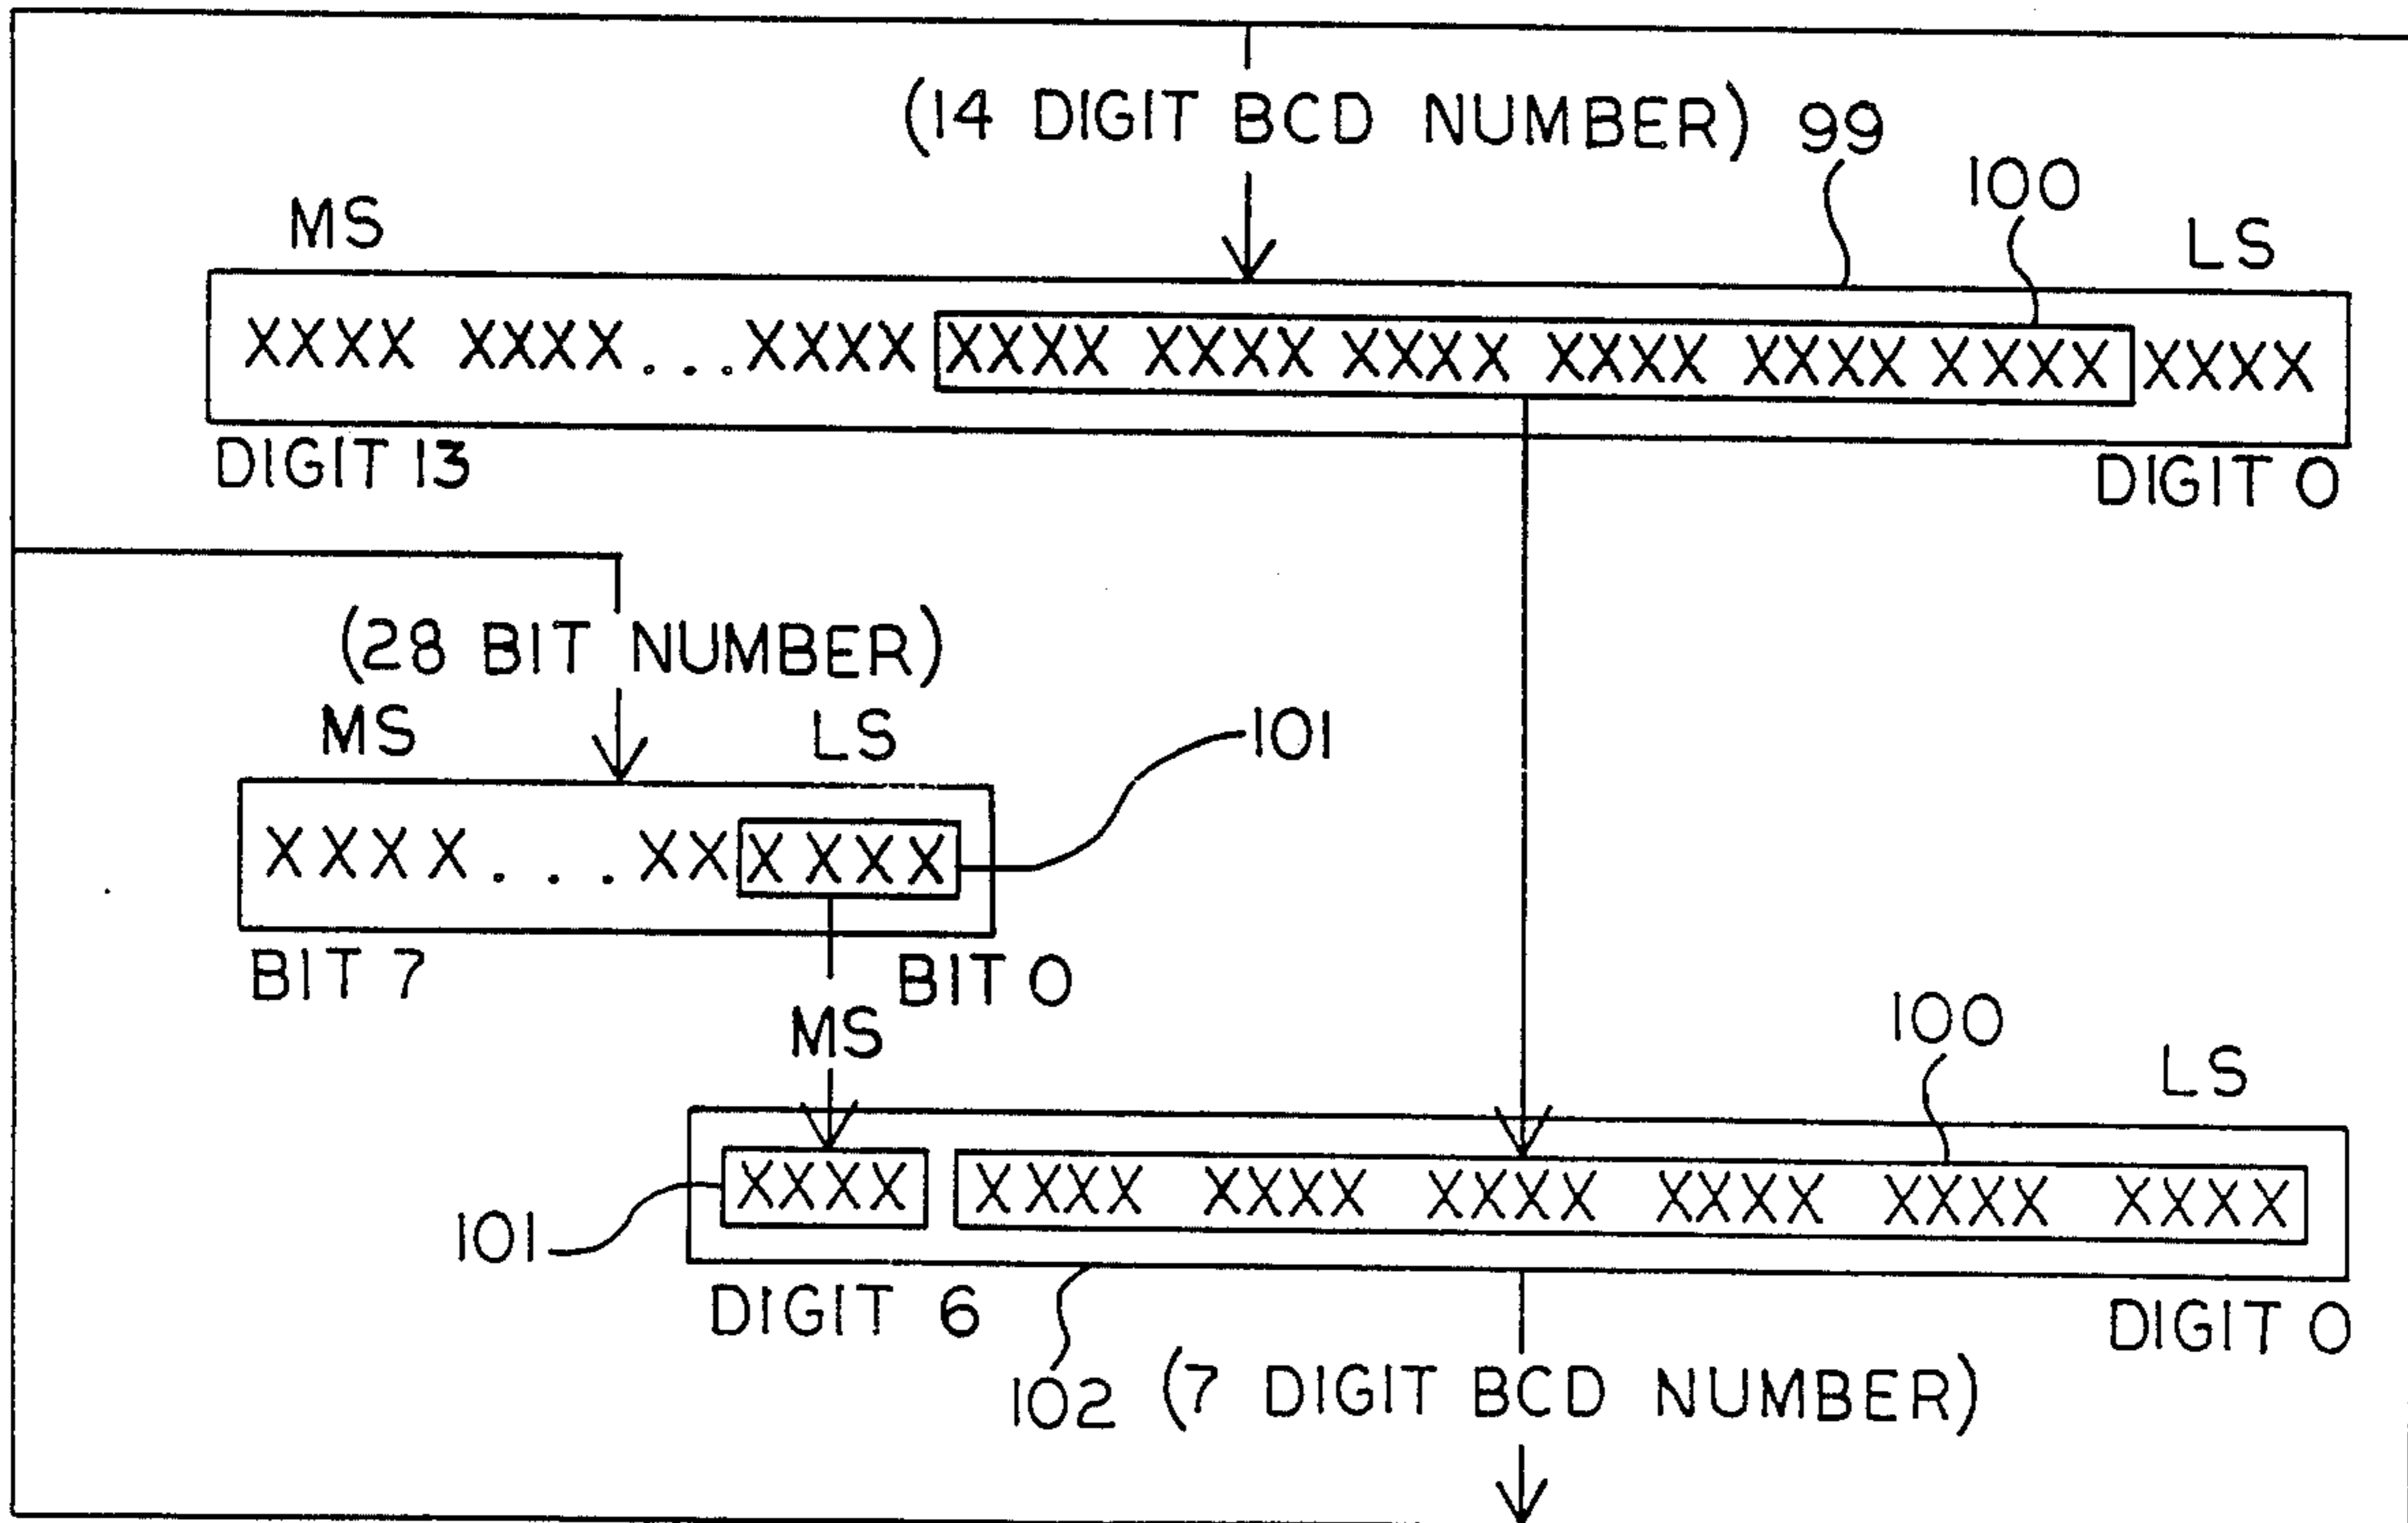 (14 DIGIT BCD NUMBER) 99
100
MS
LS
XXXX XXXX...XXXX XXXX XXXX XXXX XXXX XXXX XXXX XXXX
DIGIT 13
DIGIT 0
(28 BIT NUMBER)
MS
LS
101
XXXX...XX XXXX
BIT 7
BIT 0
MS
100
LS
XXXX XXXX XXXX XXXX XXXX XXXX XXXX
101
DIGIT 6
DIGIT 0
102 (7 DIGIT BCD NUMBER)